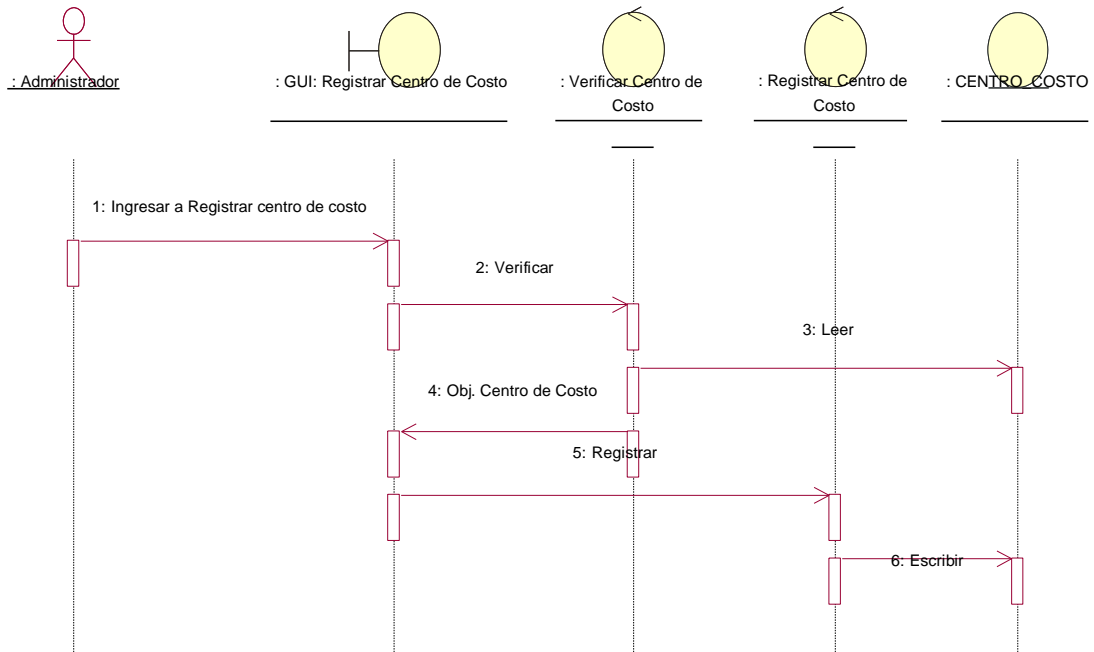 : Administrador
: GUI: Registrar Centro de Costo
: Verificar Centro de
Costo
: Registrar Centro de
Costo
: CENTRO_COSTO
1: Ingresar a Registrar centro de costo
2: Verificar
3: Leer
4: Obj. Centro de Costo
5: Registrar
6: Escribir